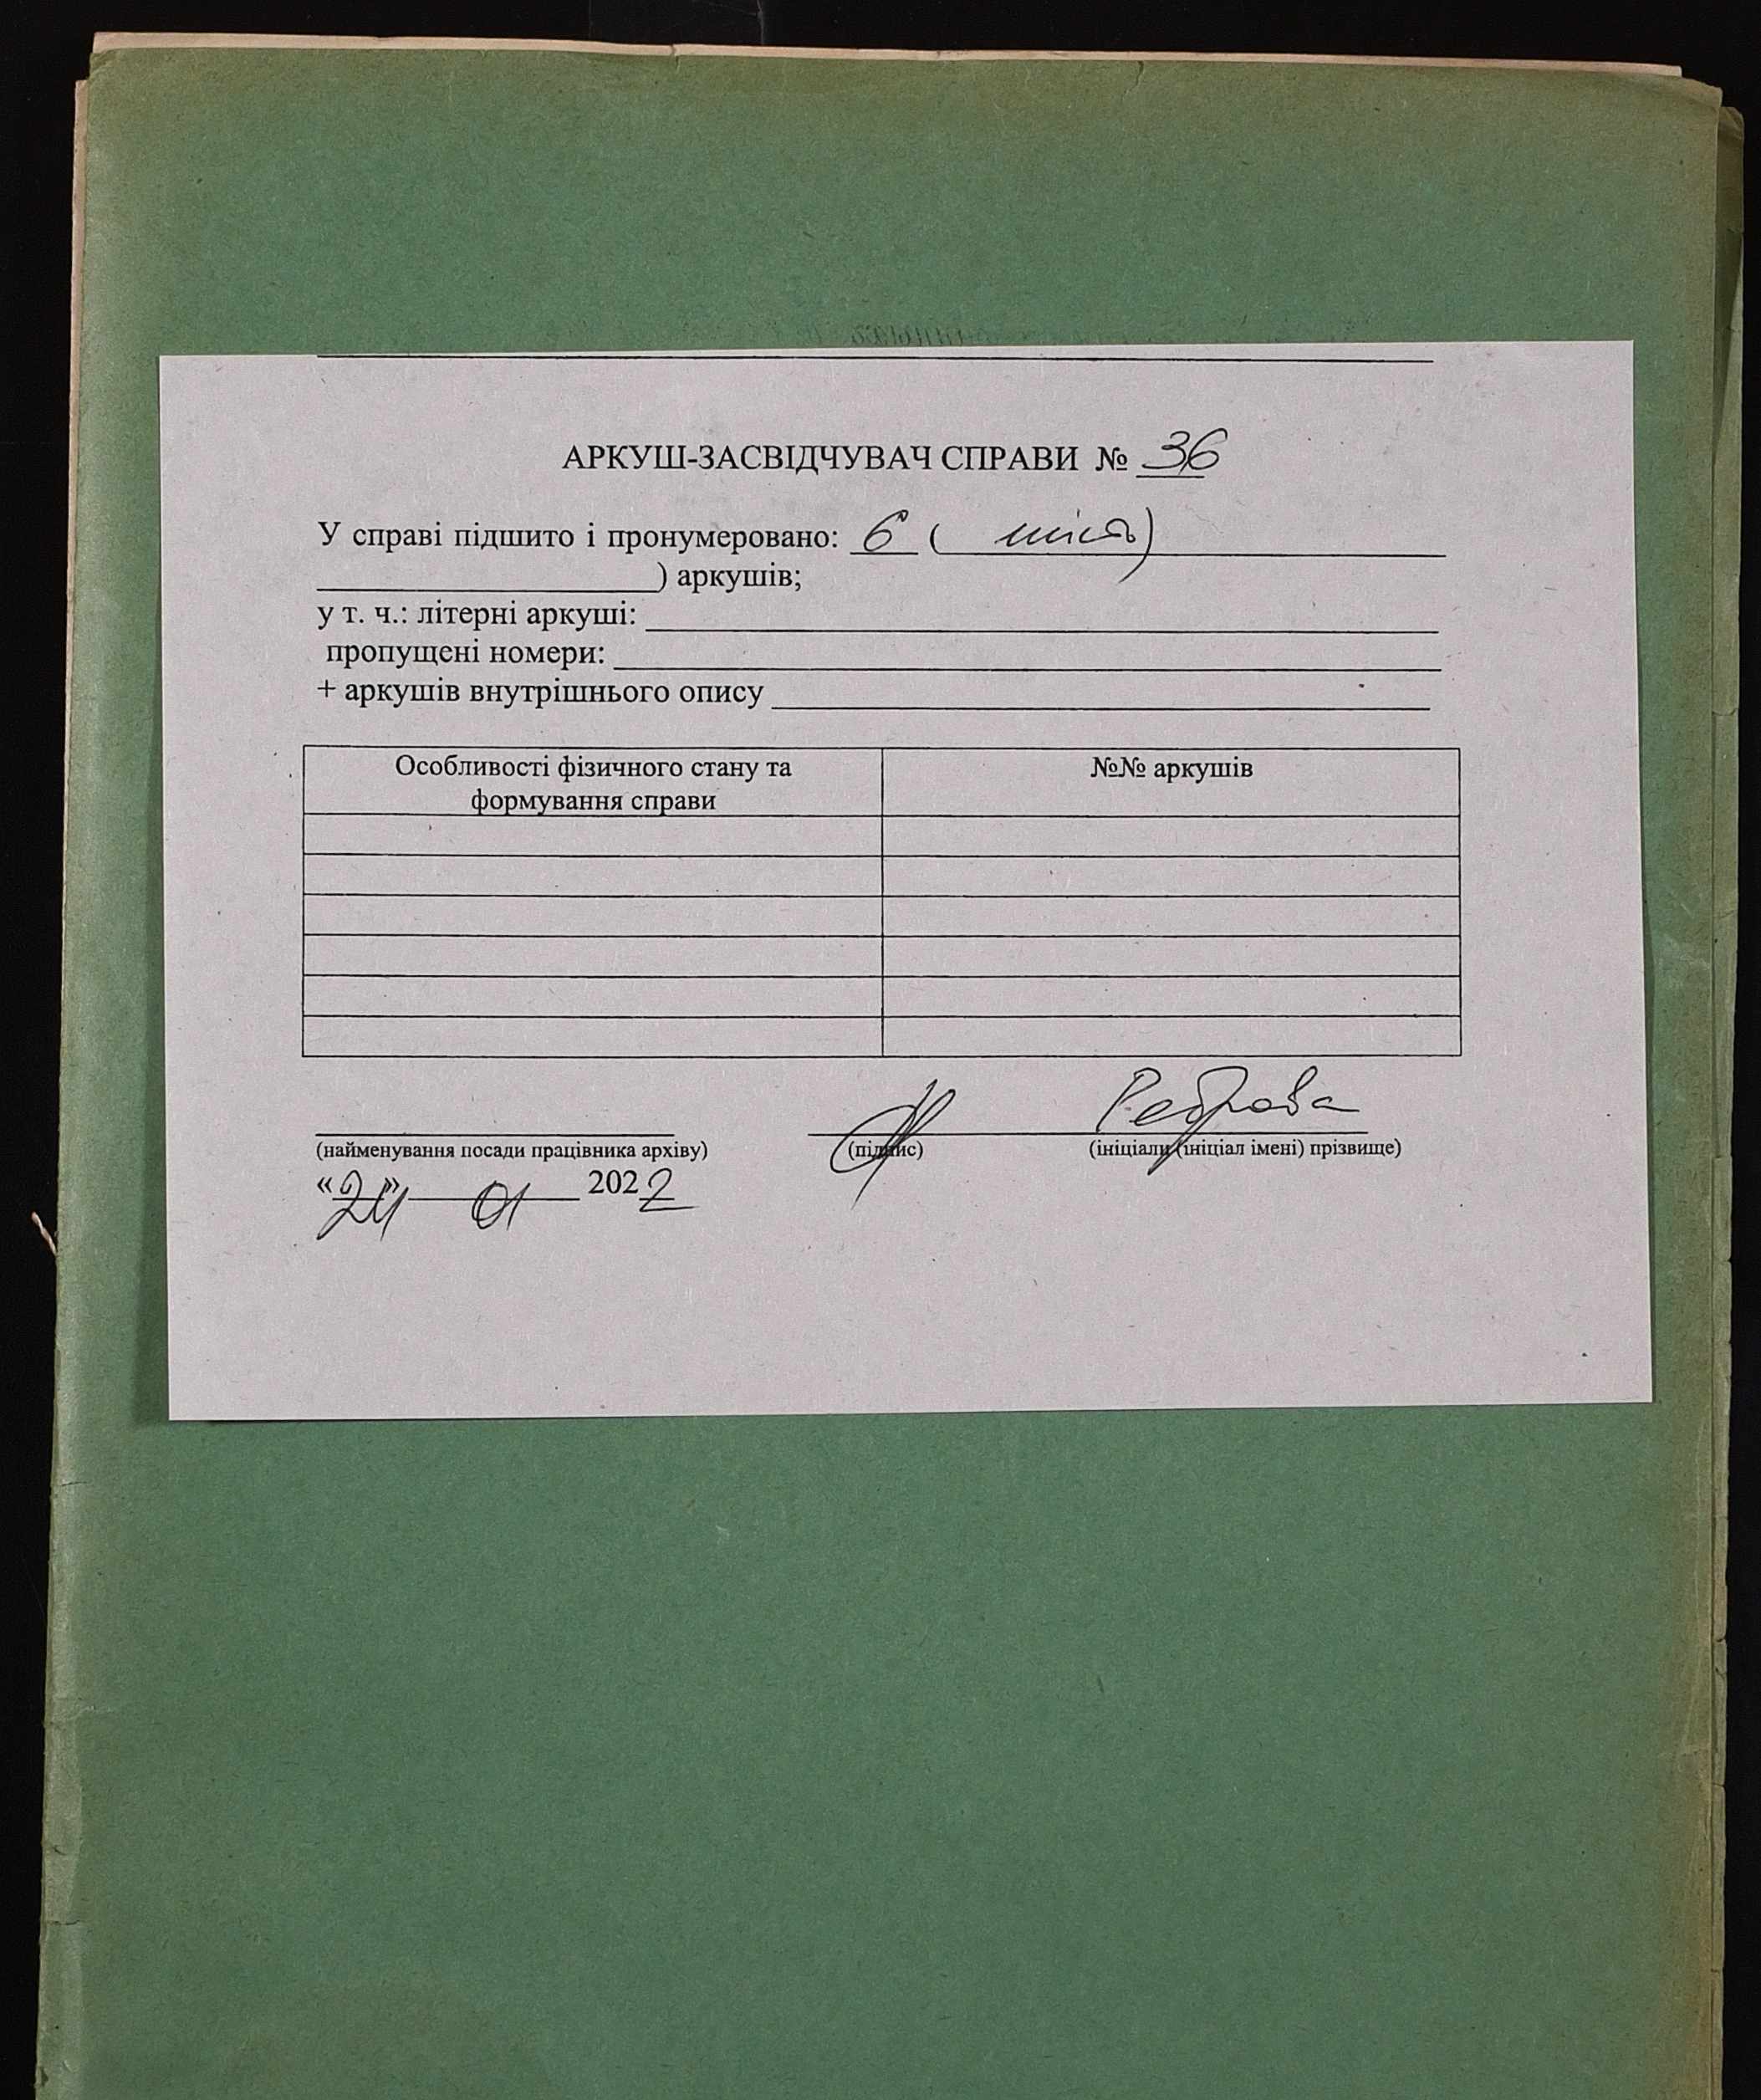 АРКУШ-ЗАСВІДЧУВАЧ СПРАВИ № 36
У справі підшито і пронумеровано: 6 ( шість)
) аркушів;
у т. ч.: літерні аркуші:
пропущені номери:
+ аркушів внутрішнього опису
Особливості фізичного стану та формування справи
№№ аркушів
Реброва
(найменування посади працівника архіву) (підпис) (ініціали (ініціал імені) прізвище)
«24» 01 2022